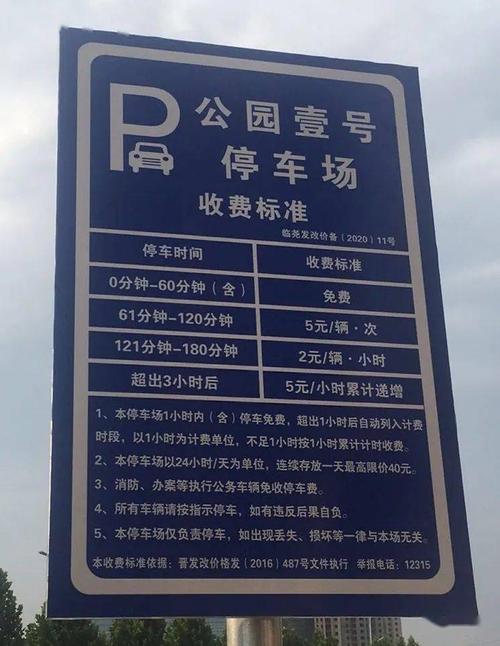 P 公园壹号
停车场
收费标准
临尧发改价备（2020）11号
停车时间 收费标准
0分钟-60分钟（含） 免费
61分钟-120分钟 5元/辆·次
121分钟-180分钟 2元/辆·小时
超出3小时后 5元/小时累计递增
1、本停车场1小时内（含）停车免费，超出1小时后自动列入计费
时段，以1小时为计费单位，不足1小时按1小时累计计时收费。
2、本停车场以24小时/天为单位，连续存放一天最高限价40元。
3、消防、办案等执行公务车辆免收停车费。
4、所有车辆请按指示停车，如有违反后果自负。
5、本停车场仅负责停车，如出现丢失、损坏等一律与本场无关。
本收费标准依据：晋发改价格发（2016）487号文件执行 举报电话：12315